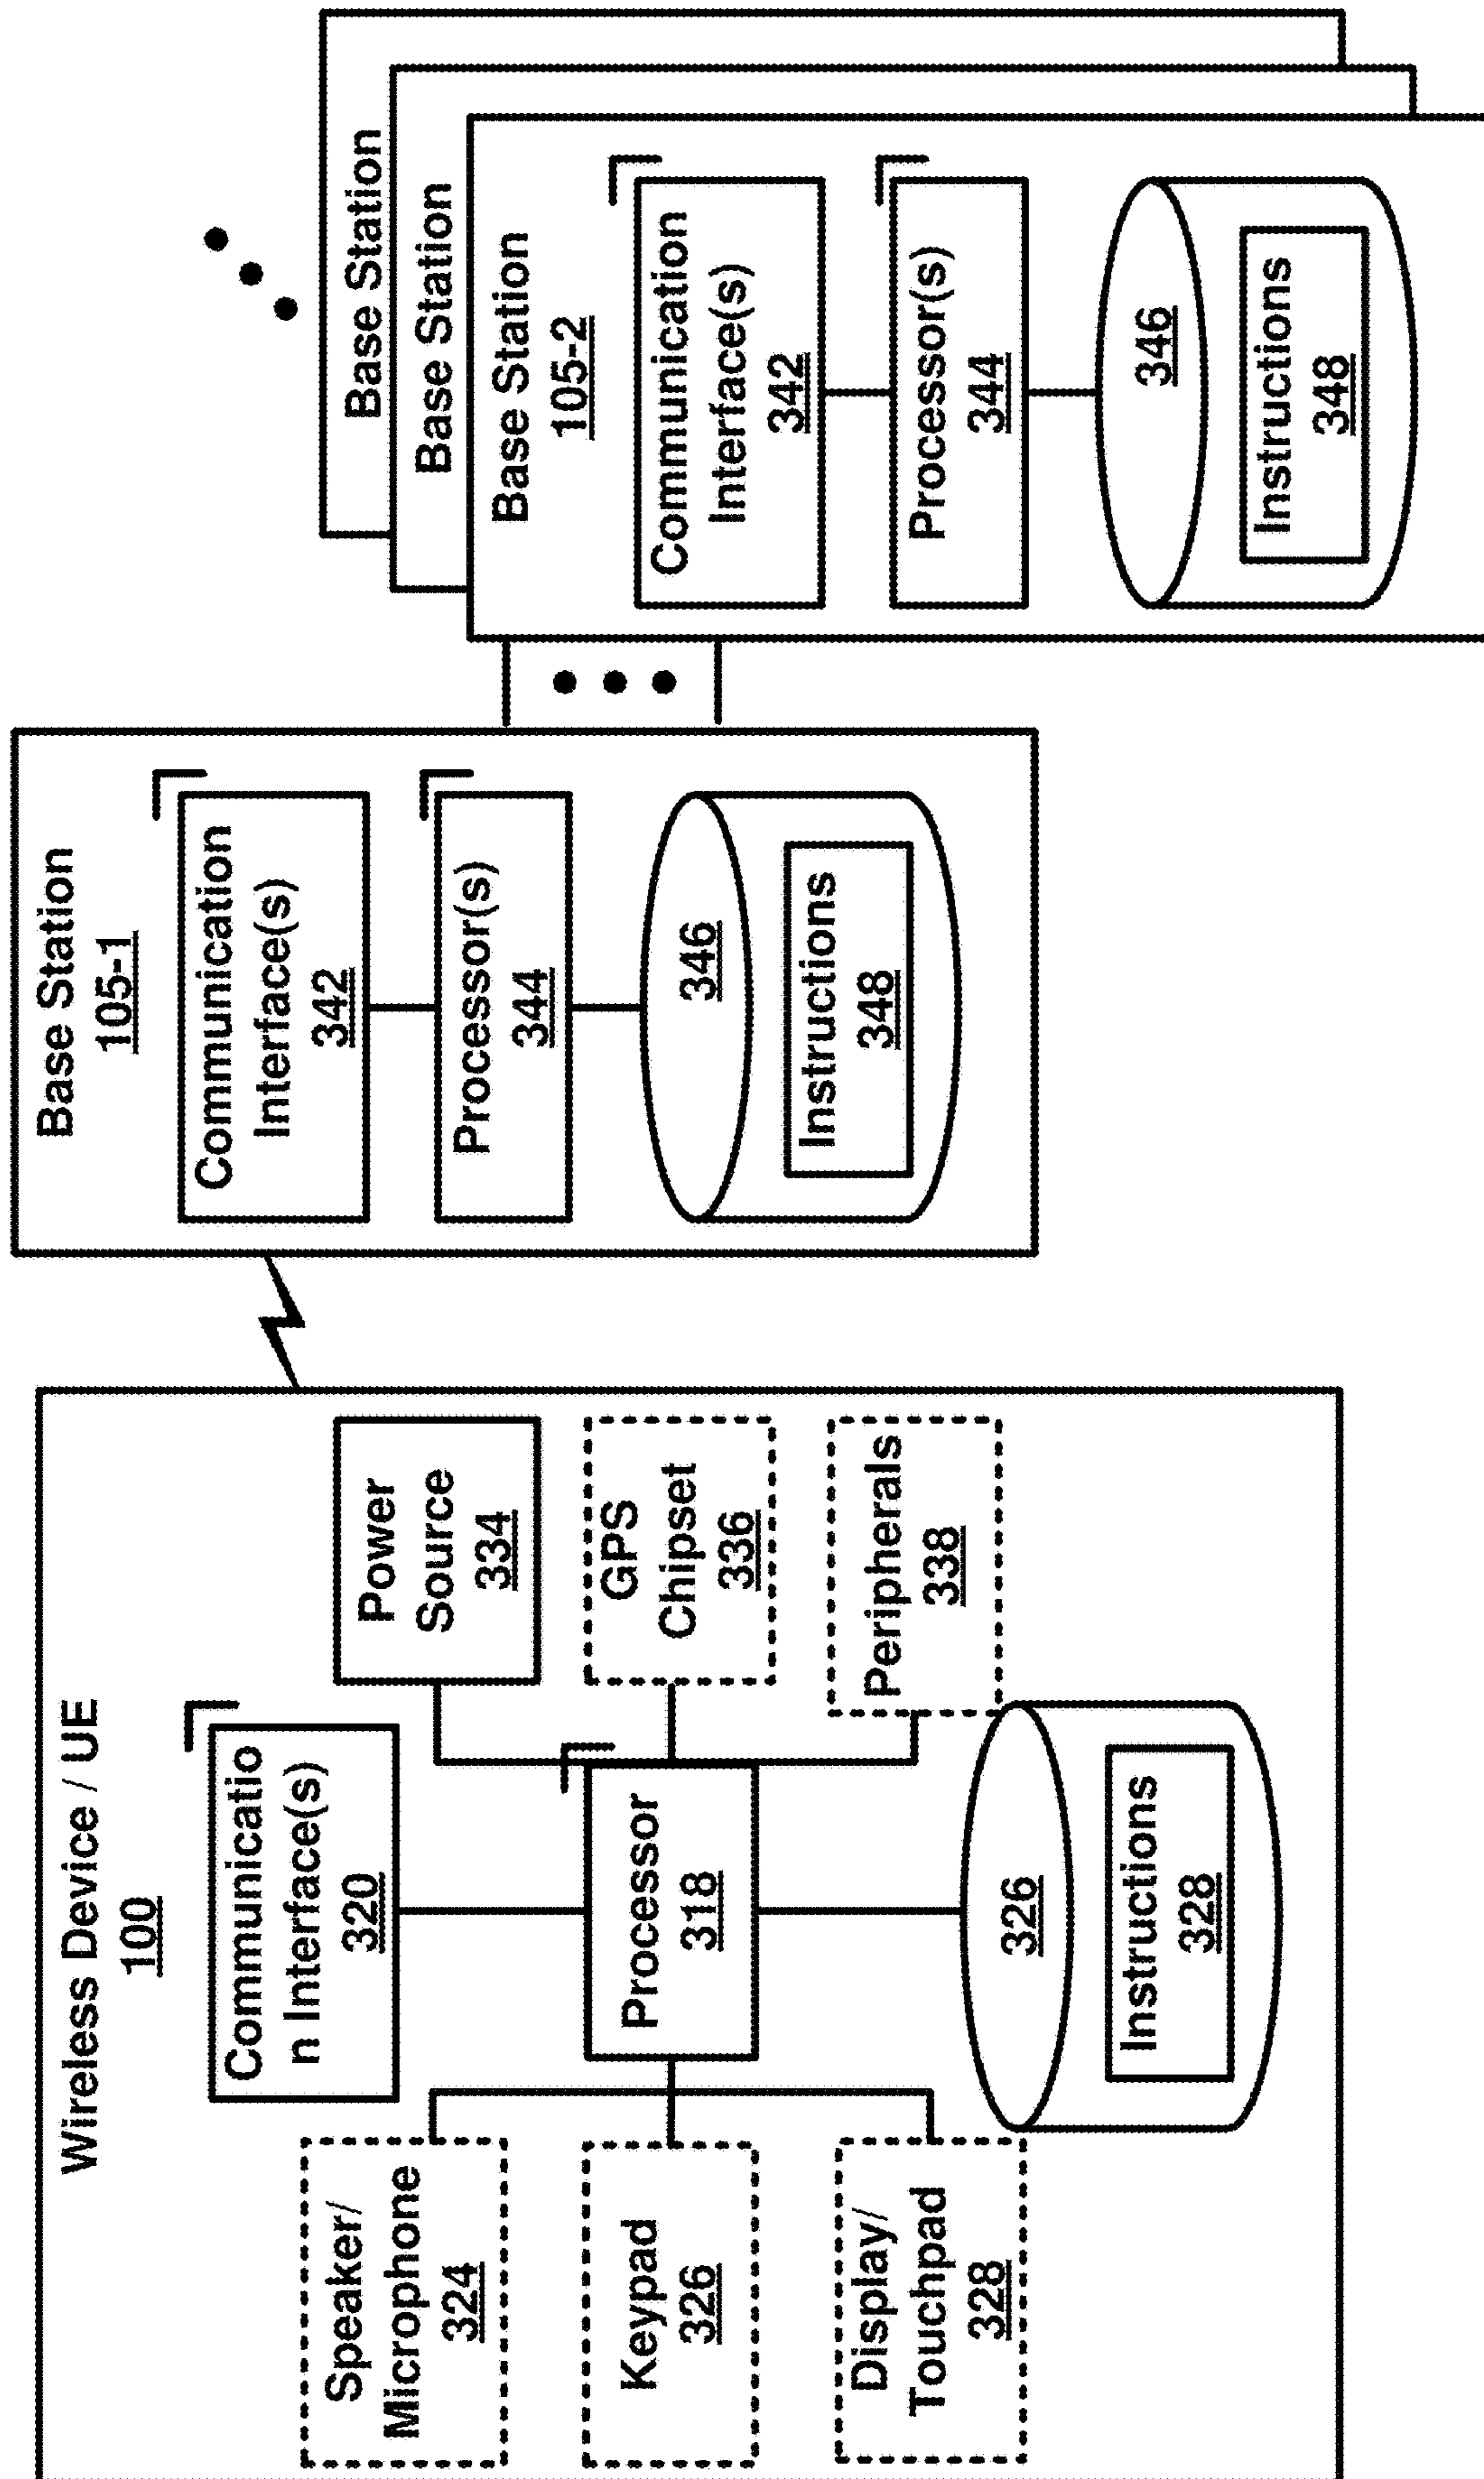 Wireless Device / UE
100
Communicatio
n Interface(s)
320
Speaker/
Microphone
324
Keypad
326
Display/
Touchpad
328
Processor
318
Power
Source
334
GPS
Chipset
336
Peripherals
338
326
Instructions
328
Base Station
105-1
Communication
Interface(s)
342
Processor(s)
344
346
Instructions
348
Base Station
Base Station
Base Station
105-2
Communication
Interface(s)
342
Processor(s)
344
346
Instructions
348